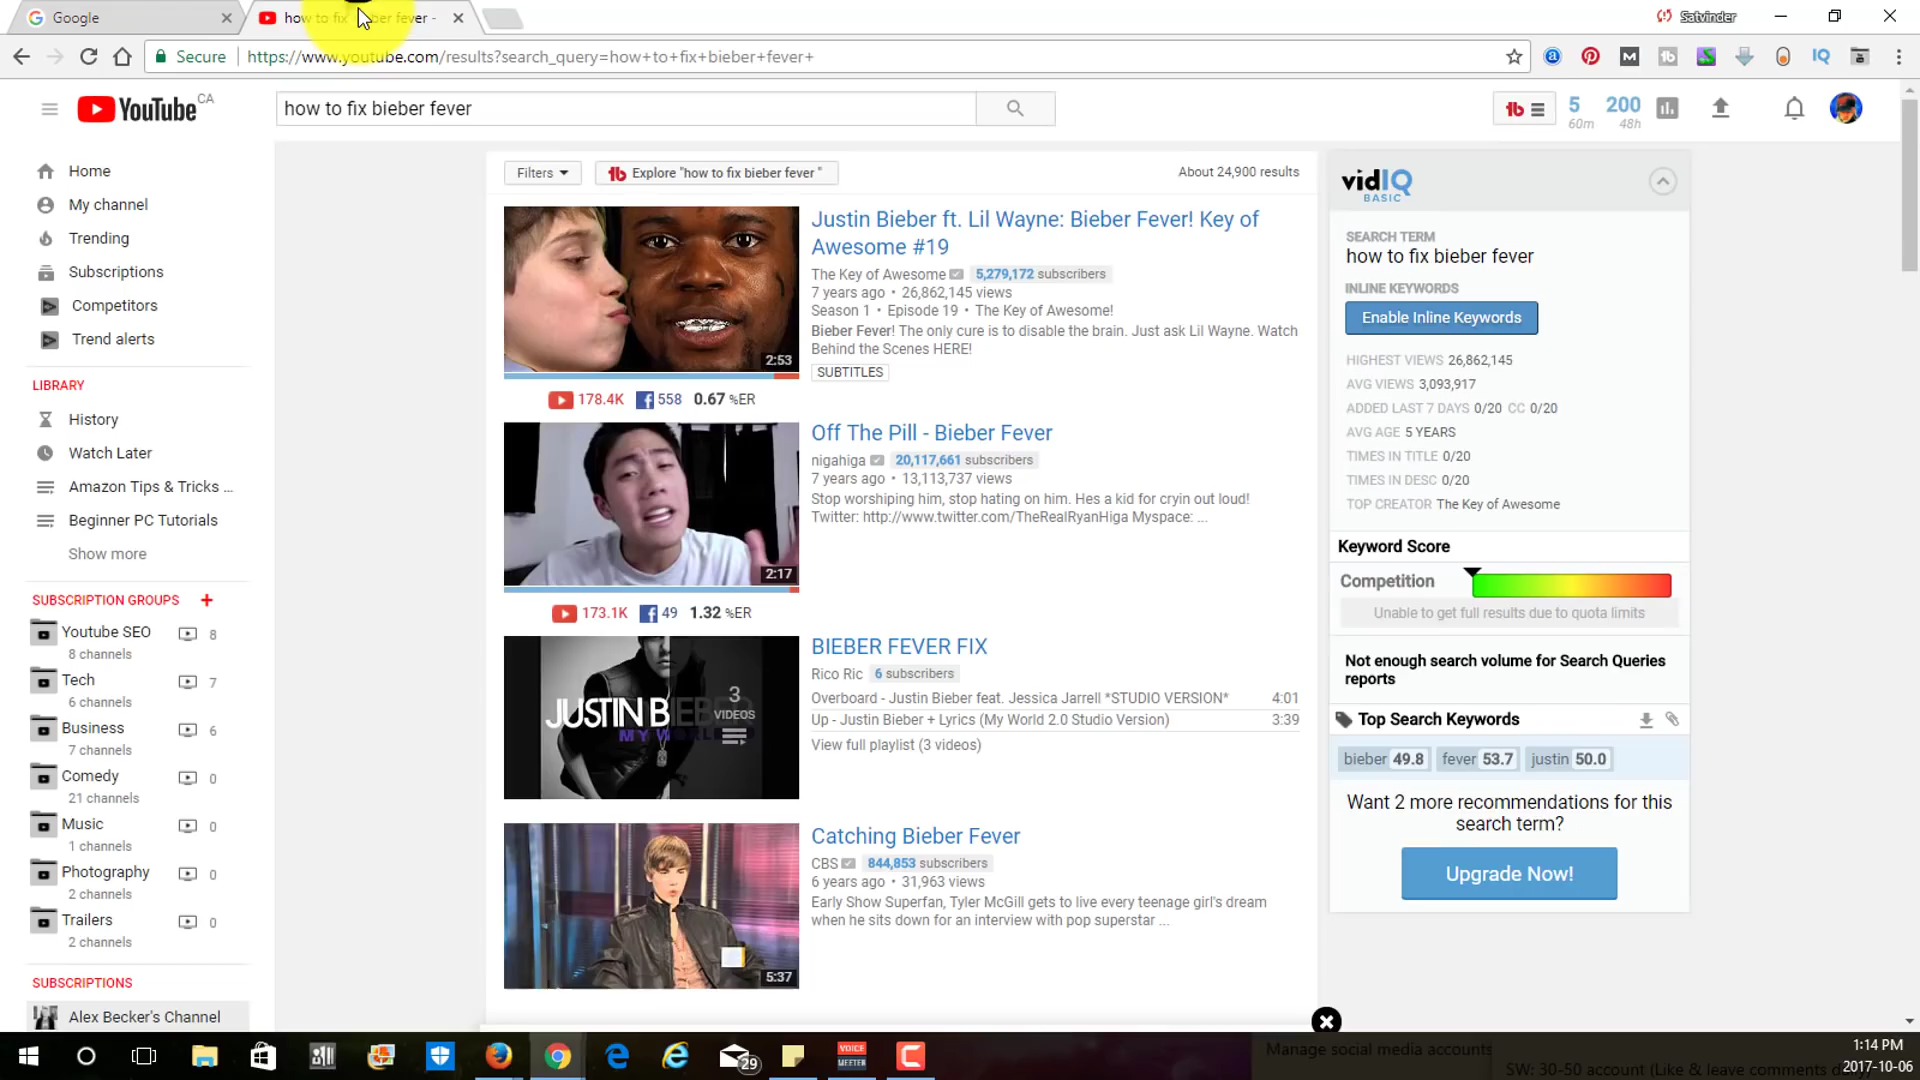 Google
how to fix bieber fever -
Satvinder
Secure
https://www.youtube.com/results?search_query=how+to+fix+bieber+fever+
YouTube CA
how to fix bieber fever
5
60m
200
48h
Home
My channel
Trending
Subscriptions
Competitors
Trend alerts
LIBRARY
History
Watch Later
Amazon Tips & Tricks ...
Beginner PC Tutorials
Show more
SUBSCRIPTION GROUPS +
Youtube SEO 8
8 channels
Tech 7
6 channels
Business 6
7 channels
Comedy 0
21 channels
Music 0
1 channels
Photography 0
2 channels
Trailers 0
2 channels
SUBSCRIPTIONS
Alex Becker's Channel
Filters
Explore "how to fix bieber fever "
About 24,900 results
2:53
178.4K 558 0.67 %ER
Justin Bieber ft. Lil Wayne: Bieber Fever! Key of
Awesome #19
The Key of Awesome 5,279,172 subscribers
7 years ago • 26,862,145 views
Season 1 • Episode 19 • The Key of Awesome!
Bieber Fever! The only cure is to disable the brain. Just ask Lil Wayne. Watch
Behind the Scenes HERE!
SUBTITLES
2:17
173.1K 49 1.32 %ER
Off The Pill - Bieber Fever
nigahiga 20,117,661 subscribers
7 years ago • 13,113,737 views
Stop worshiping him, stop hating on him. Hes a kid for cryin out loud!
Twitter: http://www.twitter.com/TheRealRyanHiga Myspace: ...
JUSTIN BIEBER
MY WORLD
3
VIDEOS
BIEBER FEVER FIX
Rico Ric 6 subscribers
Overboard - Justin Bieber feat. Jessica Jarrell *STUDIO VERSION* 4:01
Up - Justin Bieber + Lyrics (My World 2.0 Studio Version) 3:39
View full playlist (3 videos)
5:37
Catching Bieber Fever
CBS 844,853 subscribers
6 years ago • 31,963 views
Early Show Superfan, Tyler McGill gets to live every teenage girl's dream
when he sits down for an interview with pop superstar ...
vidIQ
BASIC
SEARCH TERM
how to fix bieber fever
INLINE KEYWORDS
Enable Inline Keywords
HIGHEST VIEWS 26,862,145
AVG VIEWS 3,093,917
ADDED LAST 7 DAYS 0/20 CC 0/20
AVG AGE 5 YEARS
TIMES IN TITLE 0/20
TIMES IN DESC 0/20
TOP CREATOR The Key of Awesome
Keyword Score
Competition
Unable to get full results due to quota limits
Not enough search volume for Search Queries
reports
Top Search Keywords
bieber 49.8 fever 53.7 justin 50.0
Want 2 more recommendations for this
search term?
Upgrade Now!
29
VOICE
MEETER
Manage social media accounts
SW: 30-50 account (Like & leave comments
1:14 PM
2017-10-06